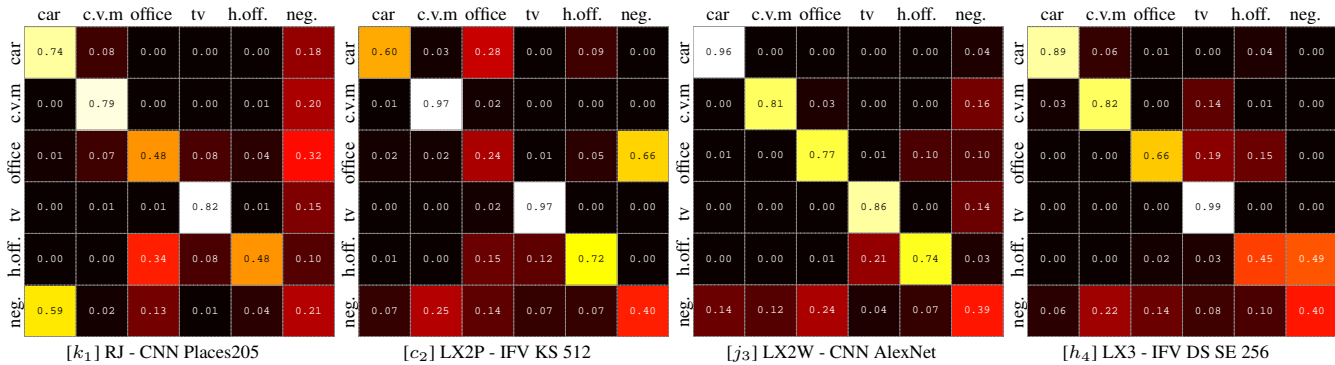 car c.v.m office tv h.off. neg.
car 0.74 0.08 0.00 0.00 0.00 0.18
c.v.m 0.00 0.79 0.00 0.00 0.01 0.20
office 0.01 0.07 0.48 0.08 0.04 0.32
tv 0.00 0.01 0.01 0.82 0.01 0.15
h.off. 0.00 0.00 0.34 0.08 0.48 0.10
neg. 0.59 0.02 0.13 0.01 0.04 0.21
[k1] RJ - CNN Places205
car c.v.m office tv h.off. neg.
car 0.60 0.03 0.28 0.00 0.09 0.00
c.v.m 0.01 0.97 0.02 0.00 0.00 0.00
office 0.02 0.02 0.24 0.01 0.05 0.66
tv 0.00 0.00 0.02 0.97 0.00 0.00
h.off. 0.00 0.00 0.15 0.12 0.72 0.00
neg. 0.07 0.25 0.14 0.07 0.07 0.40
[c2] LX2P - IFV KS 512
car c.v.m office tv h.off. neg.
car 0.96 0.00 0.00 0.00 0.00 0.04
c.v.m 0.00 0.81 0.03 0.00 0.00 0.16
office 0.01 0.00 0.77 0.01 0.10 0.10
tv 0.00 0.00 0.00 0.86 0.00 0.14
h.off. 0.00 0.00 0.01 0.21 0.74 0.03
neg. 0.14 0.12 0.24 0.04 0.07 0.39
[j3] LX2W - CNN AlexNet
car c.v.m office tv h.off. neg.
car 0.89 0.06 0.01 0.00 0.04 0.00
c.v.m 0.03 0.82 0.00 0.14 0.01 0.00
office 0.00 0.00 0.66 0.19 0.15 0.00
tv 0.00 0.00 0.00 0.99 0.00 0.00
h.off. 0.00 0.00 0.02 0.03 0.45 0.49
neg. 0.06 0.22 0.14 0.08 0.10 0.40
[h4] LX3 - IFV DS SE 256